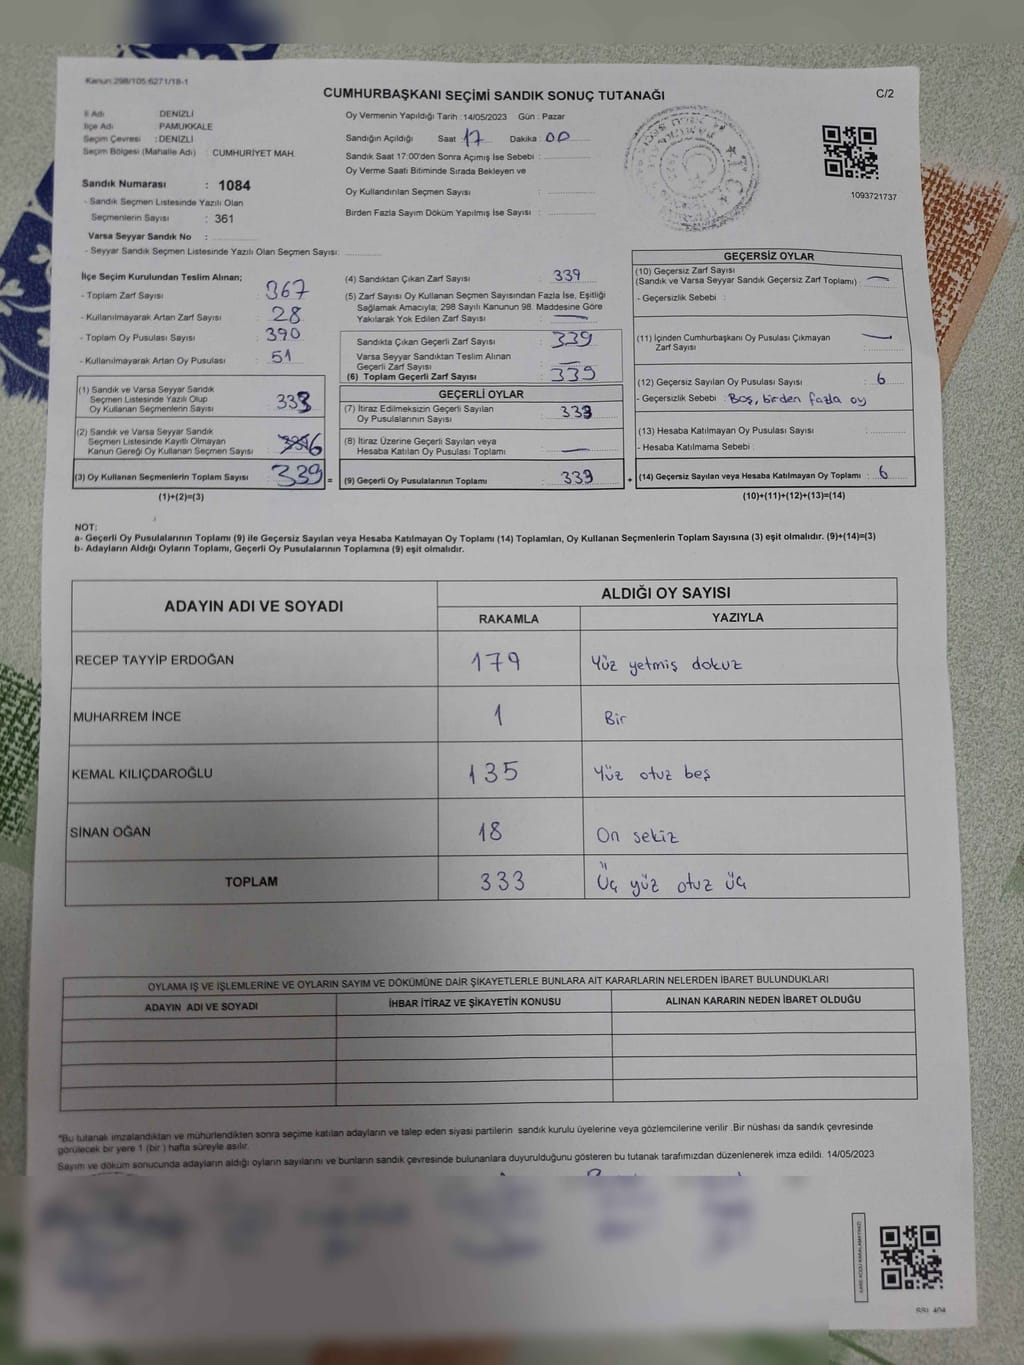 Kanun:298/105;6271/18-1
CUMHURBAŞKANI SEÇİMİ SANDIK SONUÇ TUTANAĞI
C/2
İl Adı DENİZLİ
İlçe Adı PAMUKKALE
Seçim Çevresi : DENİZLİ
Seçim Bölgesi (Mahalle Adı) CUMHURİYET MAH.
Sandık Numarası : 1084
- Sandık Seçmen Listesinde Yazılı Olan
Seçmenlerin Sayısı : 361
Varsa Seyyar Sandık No :
- Seyyar Sandık Seçmen Listesinde Yazılı Olan Seçmen Sayısı:
Oy Vermenin Yapıldığı Tarih : 14/05/2023 Gün : Pazar
Sandığın Açıldığı Saat 17 Dakika : 00
Sandık Saat 17:00'den Sonra Açımış İse Sebebi :
Oy Verme Saati Bitiminde Sırada Bekleyen ve
Oy Kullandırılan Seçmen Sayısı :
Birden Fazla Sayım Döküm Yapılmış İse Sayısı :
1093721737
İlçe Seçim Kurulundan Teslim Alınan;
- Toplam Zarf Sayısı : 367
- Kullanılmayarak Artan Zarf Sayısı : 28
- Toplam Oy Pusulası Sayısı : 390
- Kullanılmayarak Artan Oy Pusulası : 51
(1) Sandık ve Varsa Seyyar Sandık
Seçmen Listesinde Yazılı Olup
Oy Kullanan Seçmenlerin Sayısı : 333
(2) Sandık ve Varsa Seyyar Sandık
Seçmen Listesinde Kayıtlı Olmayan
Kanun Gereği Oy Kullanan Seçmen Sayısı : 6
(3) Oy Kullanan Seçmenlerin Toplam Sayısı : 339 =
(1)+(2)=(3)
(4) Sandıktan Çıkan Zarf Sayısı : 339
(5) Zarf Sayısı Oy Kullanan Seçmen Sayısından Fazla İse, Eşitliği
Sağlamak Amacıyla; 298 Sayılı Kanunun 98. Maddesine Göre
Yakılarak Yok Edilen Zarf Sayısı : —
Sandıkta Çıkan Geçerli Zarf Sayısı : 339
Varsa Seyyar Sandıktan Teslim Alınan
Geçerli Zarf Sayısı : —
(6) Toplam Geçerli Zarf Sayısı : 339
GEÇERLİ OYLAR
(7) İtiraz Edilmeksizin Geçerli Sayılan
Oy Pusulalarının Sayısı : 333
(8) İtiraz Üzerine Geçerli Sayılan veya
Hesaba Katılan Oy Pusulası Toplamı : —
(9) Geçerli Oy Pusulalarının Toplamı : 333 +
GEÇERSİZ OYLAR
(10) Geçersiz Zarf Sayısı
(Sandık ve Varsa Seyyar Sandık Geçersiz Zarf Toplamı) : —
- Geçersizlik Sebebi :
(11) İçinden Cumhurbaşkanı Oy Pusulası Çıkmayan
Zarf Sayısı : —
(12) Geçersiz Sayılan Oy Pusulası Sayısı : 6
- Geçersizlik Sebebi : Boş, birden fazla oy
(13) Hesaba Katılmayan Oy Pusulası Sayısı :
- Hesaba Katılmama Sebebi :
(14) Geçersiz Sayılan veya Hesaba Katılmayan Oy Toplamı : 6
(10)+(11)+(12)+(13)=(14)
NOT:
a- Geçerli Oy Pusulalarının Toplamı (9) ile Geçersiz Sayılan veya Hesaba Katılmayan Oy Toplamı (14) Toplamları, Oy Kullanan Seçmenlerin Toplam Sayısına (3) eşit olmalıdır. (9)+(14)=(3)
b- Adayların Aldığı Oyların Toplamı, Geçerli Oy Pusulalarının Toplamına (9) eşit olmalıdır.
ADAYIN ADI VE SOYADI
ALDIĞI OY SAYISI
RAKAMLA YAZIYLA
RECEP TAYYİP ERDOĞAN 179 Yüz yetmiş dokuz
MUHARREM İNCE 1 Bir
KEMAL KILIÇDAROĞLU 135 Yüz otuz beş
SİNAN OĞAN 18 On sekiz
TOPLAM 333 Üç yüz otuz üç
OYLAMA İŞ VE İŞLEMLERİNE VE OYLARIN SAYIM VE DÖKÜMÜNE DAİR ŞİKAYETLERLE BUNLARA AİT KARARLARIN NELERDEN İBARET BULUNDUKLARI
ADAYIN ADI VE SOYADI İHBAR İTİRAZ VE ŞİKAYETİN KONUSU ALINAN KARARIN NEDEN İBARET OLDUĞU
*Bu tutanak imzalandıktan ve mühürlendikten sonra seçime katılan adayların ve talep eden siyasi partilerin sandık kurulu üyelerine veya gözlemcilerine verilir. Bir nüshası da sandık çevresinde
görülecek bir yere 1 (bir) hafta süreyle asılır.
Sayım ve döküm sonucunda adayların aldığı oyların sayılarını ve bunların sandık çevresinde bulunanlara duyurulduğunu gösteren bu tutanak tarafımızdan düzenlenerek imza edildi. 14/05/2023